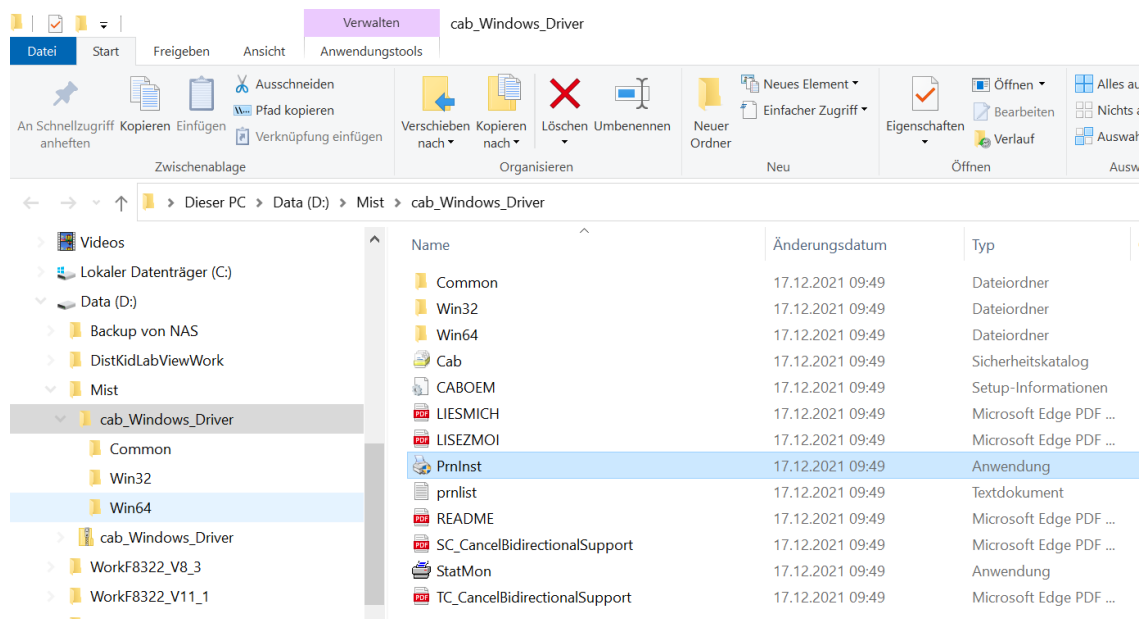 Verwalten
cab_Windows_Driver
Datei
Start
Freigeben
Ansicht
Anwendungstools
An Schnellzugriff
anheften
Kopieren
Einfügen
Ausschneiden
Pfad kopieren
Verknüpfung einfügen
Zwischenablage
Verschieben
nach
Kopieren
nach
Löschen
Umbenennen
Organisieren
Neuer
Ordner
Neues Element
Einfacher Zugriff
Neu
Eigenschaften
Öffnen
Bearbeiten
Verlauf
Öffnen
Alles au
Nichts a
Auswah
Ausw
Dieser PC > Data (D:) > Mist > cab_Windows_Driver
Videos
Lokaler Datenträger (C:)
Data (D:)
Backup von NAS
DistKidLabViewWork
Mist
cab_Windows_Driver
Common
Win32
Win64
cab_Windows_Driver
WorkF8322_V8_3
WorkF8322_V11_1
Name Änderungsdatum Typ
Common 17.12.2021 09:49 Dateiordner
Win32 17.12.2021 09:49 Dateiordner
Win64 17.12.2021 09:49 Dateiordner
Cab 17.12.2021 09:49 Sicherheitskatalog
CABOEM 17.12.2021 09:49 Setup-Informationen
LIESMICH 17.12.2021 09:49 Microsoft Edge PDF ...
LISEZMOI 17.12.2021 09:49 Microsoft Edge PDF ...
PrnInst 17.12.2021 09:49 Anwendung
prnlist 17.12.2021 09:49 Textdokument
README 17.12.2021 09:49 Microsoft Edge PDF ...
SC_CancelBidirectionalSupport 17.12.2021 09:49 Microsoft Edge PDF ...
StatMon 17.12.2021 09:49 Anwendung
TC_CancelBidirectionalSupport 17.12.2021 09:49 Microsoft Edge PDF ...